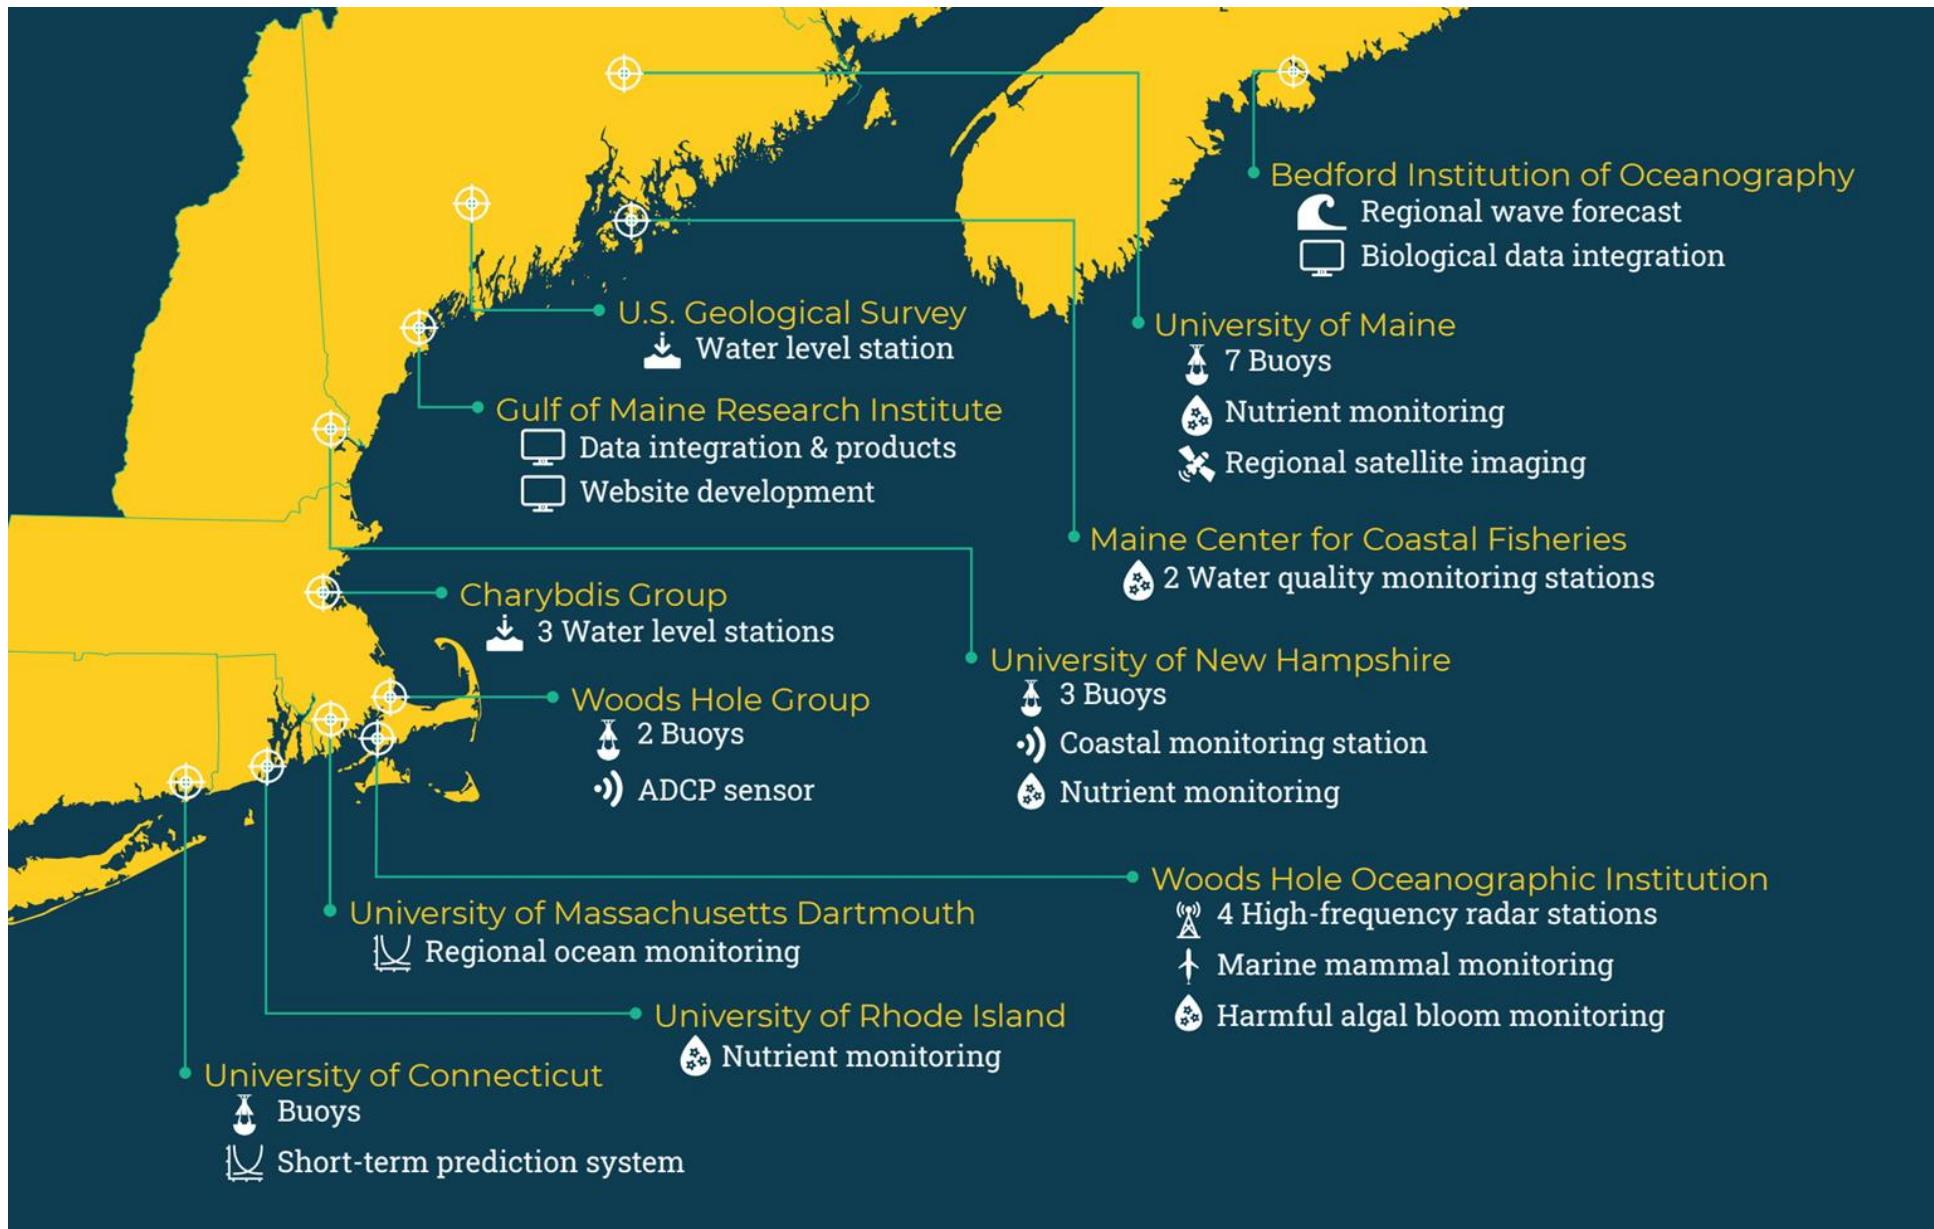 Bedford Institution of Oceanography
Regional wave forecast
Biological data integration
U.S. Geological Survey
Water level station
University of Maine
7 Buoys
Nutrient monitoring
Regional satellite imaging
Gulf of Maine Research Institute
Data integration & products
Website development
Maine Center for Coastal Fisheries
2 Water quality monitoring stations
Charybdis Group
3 Water level stations
University of New Hampshire
3 Buoys
Coastal monitoring station
Nutrient monitoring
Woods Hole Group
2 Buoys
ADCP sensor
Woods Hole Oceanographic Institution
4 High-frequency radar stations
Marine mammal monitoring
Harmful algal bloom monitoring
University of Massachusetts Dartmouth
Regional ocean monitoring
University of Rhode Island
Nutrient monitoring
University of Connecticut
Buoys
Short-term prediction system